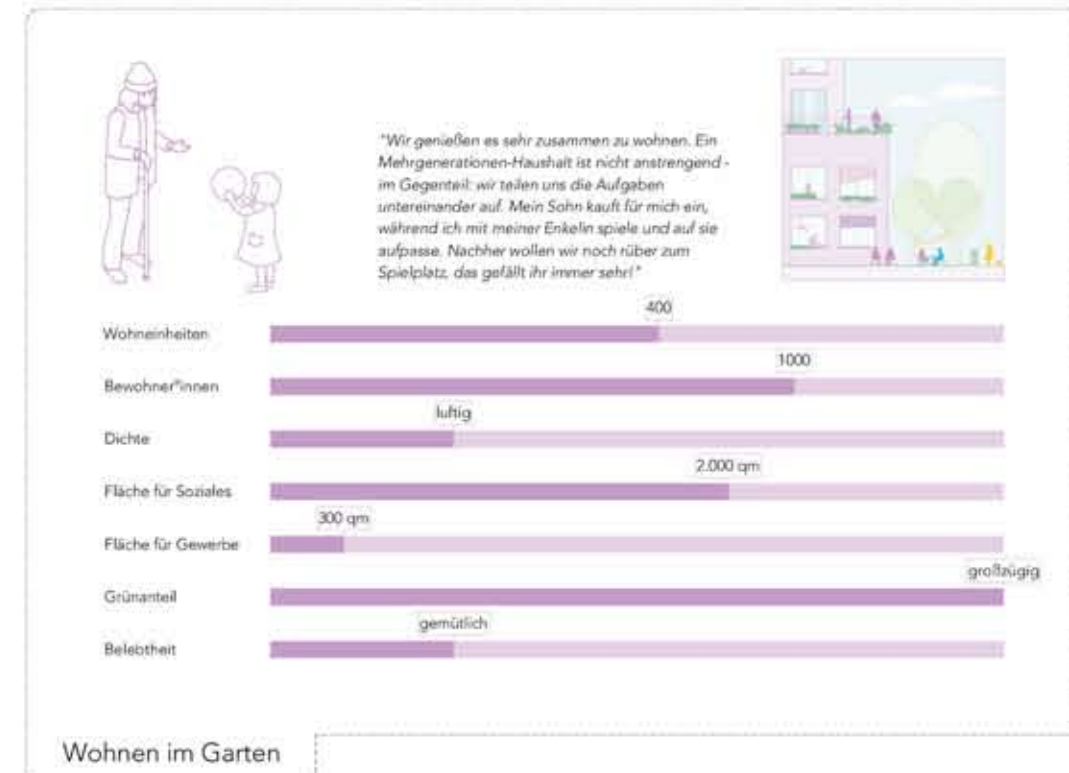 "Wir genießen es sehr zusammen zu wohnen. Ein
Mehrgenerationen-Haushalt ist nicht anstrengend -
im Gegenteil: wir teilen uns die Aufgaben
untereinander auf. Mein Sohn kauft für mich ein,
während ich mit meiner Enkelin spiele und auf sie
aufpasse. Nachher wollen wir noch rüber zum
Spielplatz, das gefällt ihr immer sehr!"
400
Wohneinheiten
1000
Bewohner*innen
luftig
Dichte
2.000 qm
Fläche für Soziales
300 qm
Fläche für Gewerbe
großzügig
Grünanteil
gemütlich
Belebtheit
Wohnen im Garten